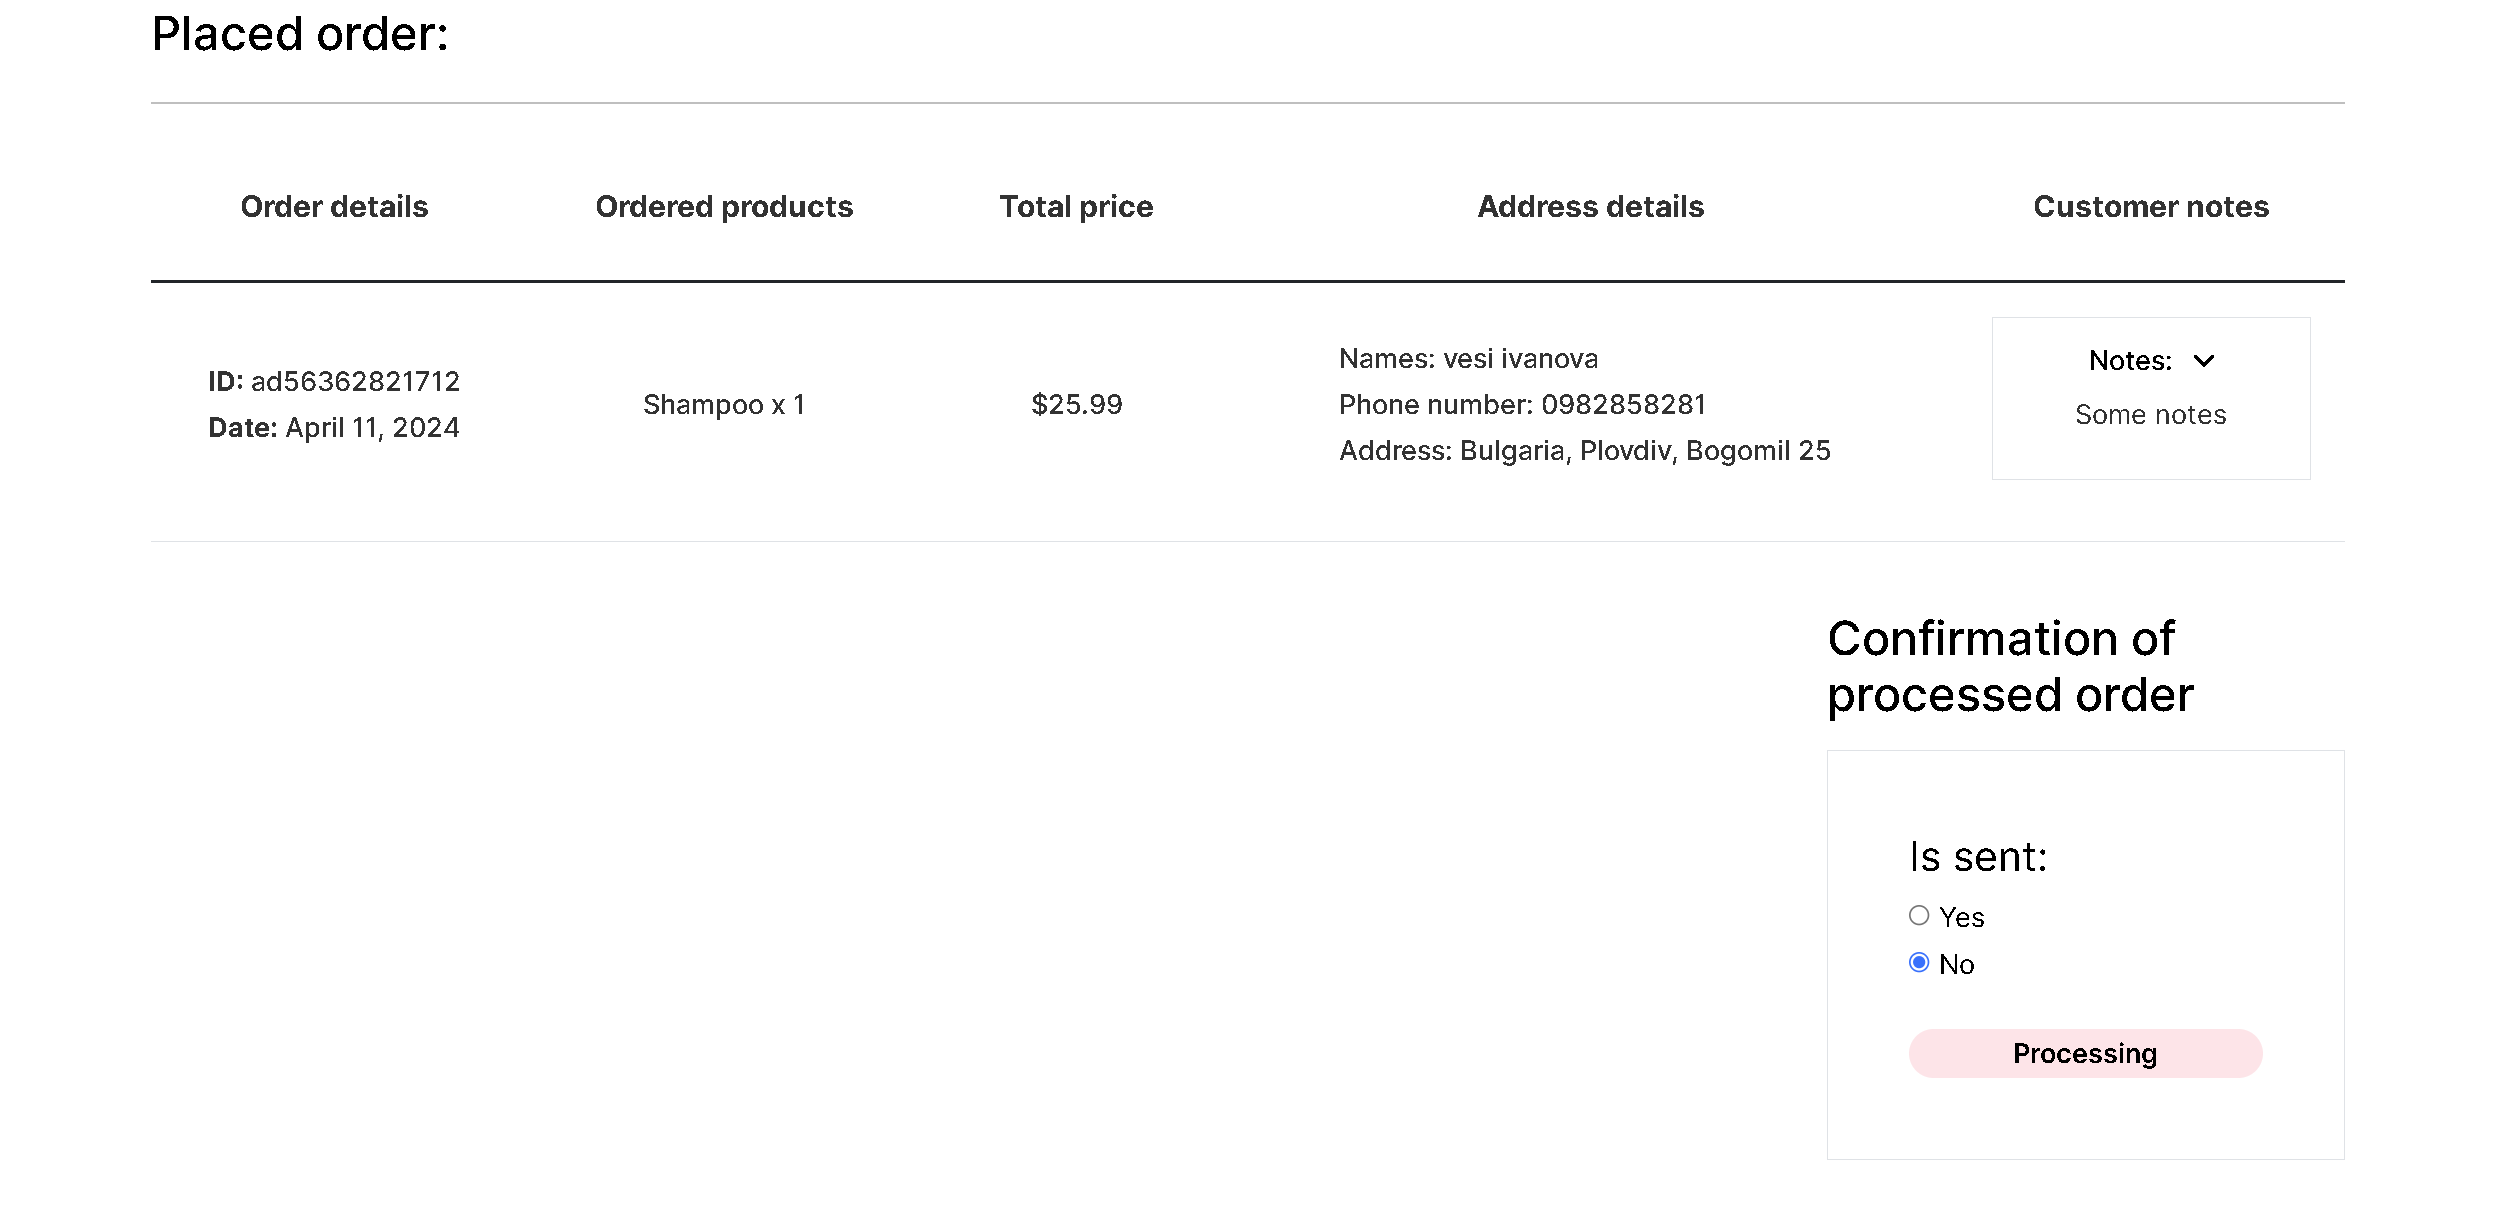 Placed order:
Order details Ordered products Total price Address details Customer notes
ID: ad56362821712
Date: April 11, 2024
Shampoo x 1
$25.99
Names: vesi ivanova
Phone number: 0982858281
Address: Bulgaria, Plovdiv, Bogomil 25
Notes:
Some notes
Confirmation of
processed order
Is sent:
Yes
No
Processing